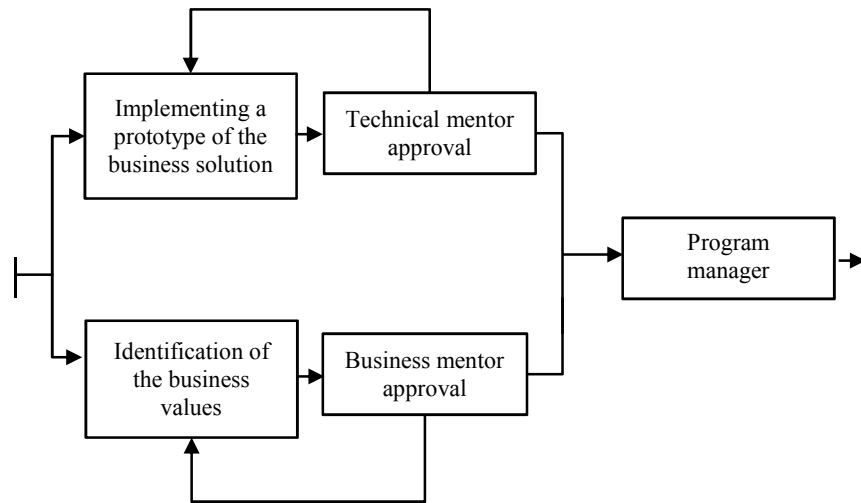 Implementing a
prototype of the
business solution
Technical mentor
approval
Program
manager
Identification of
the business
values
Business mentor
approval